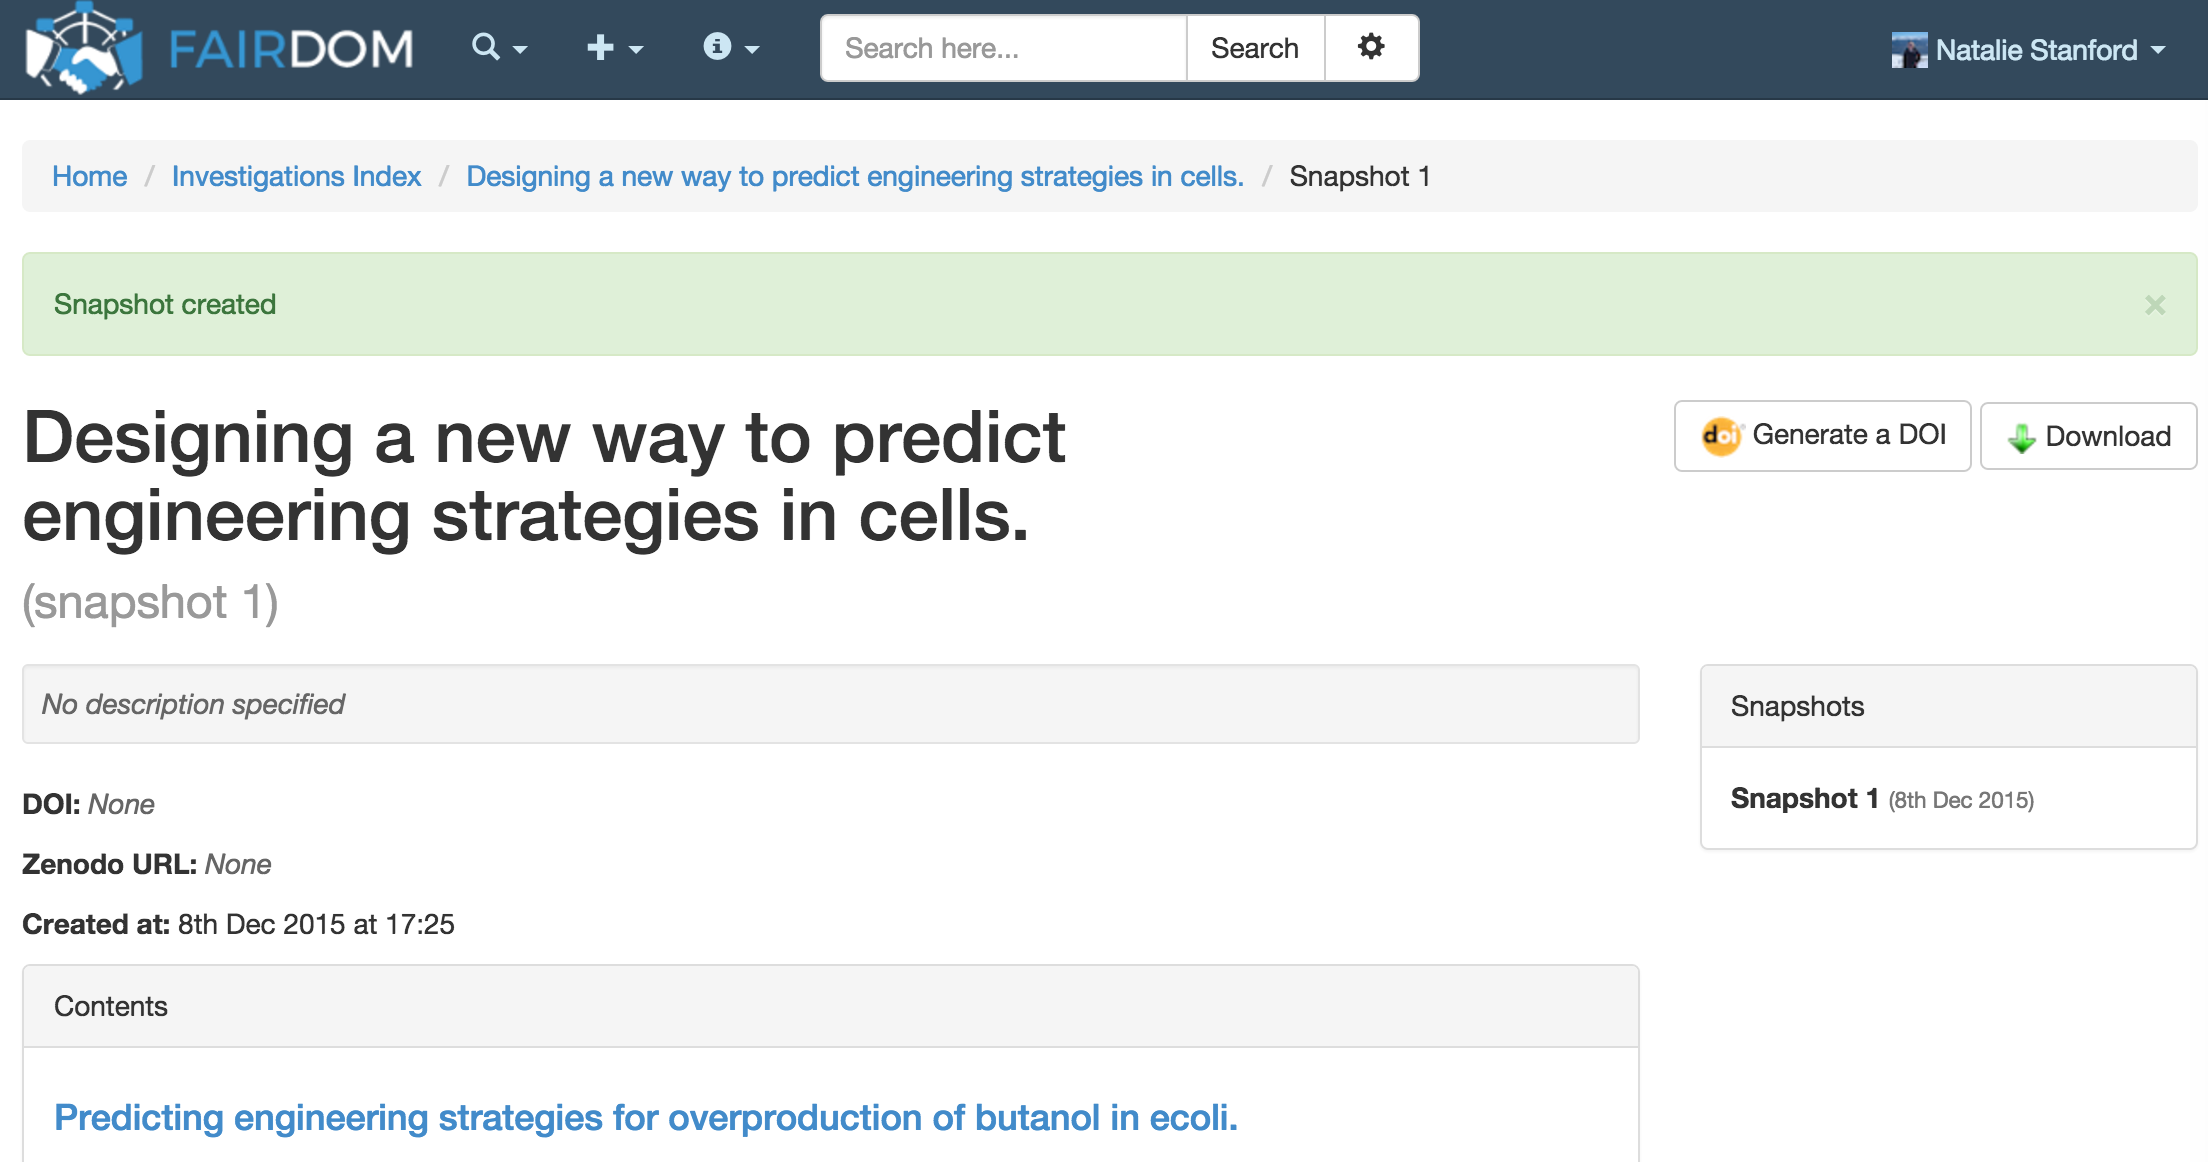 FAIRDOM
Search here...
Search
Natalie Stanford
Home / Investigations Index / Designing a new way to predict engineering strategies in cells. / Snapshot 1
Snapshot created
×
Designing a new way to predict
engineering strategies in cells.
(snapshot 1)
doi Generate a DOI
Download
No description specified
Snapshots
Snapshot 1 (8th Dec 2015)
DOI: None
Zenodo URL: None
Created at: 8th Dec 2015 at 17:25
Contents
Predicting engineering strategies for overproduction of butanol in ecoli.